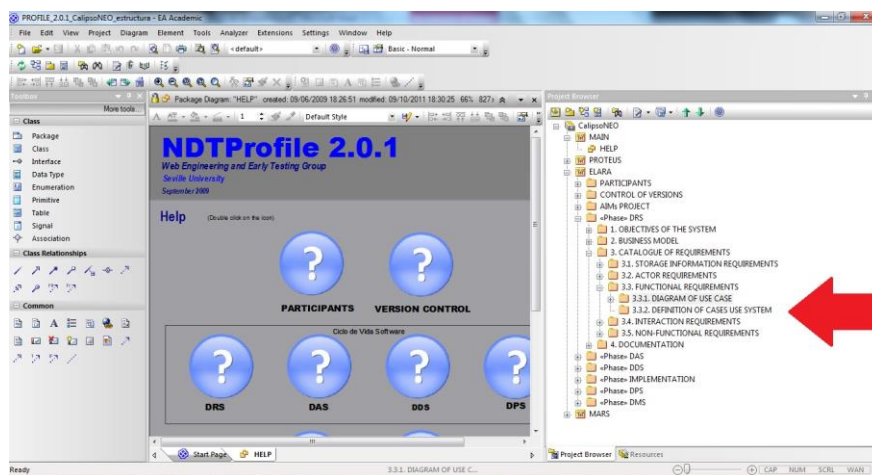 PROFILE_2.0.1_CalipsoNEO_estructura - EA Academic
File Edit View Project Diagram Element Tools Analyzer Extensions Settings Window Help
<default>
Basic - Normal
Toolbox
More tools...
Class
Package
Class
Interface
Data Type
Enumeration
Primitive
Table
Signal
Association
Class Relationships
Common
Package Diagram: "HELP" created: 09/06/2009 18:26:51 modified: 09/10/2011 18:30:25 66% 827x
1
Default Style
NDTProfile 2.0.1
Web Engineering and Early Testing Group
Seville University
September 2009
Help (Double click on the icon)
PARTICIPANTS
VERSION CONTROL
Ciclo de Vida Software
DRS
DAS
DDS
DPS
Start Page
HELP
Project Browser
CalipsoNEO
MAIN
HELP
PROTEUS
ELARA
PARTICIPANTS
CONTROL OF VERSIONS
AIMs PROJECT
«Phase» DRS
1. OBJECTIVES OF THE SYSTEM
2. BUSINESS MODEL
3. CATALOGUE OF REQUIREMENTS
3.1. STORAGE INFORMATION REQUIREMENTS
3.2. ACTOR REQUIREMENTS
3.3. FUNCTIONAL REQUIREMENTS
3.3.1. DIAGRAM OF USE CASE
3.3.2. DEFINITION OF CASES USE SYSTEM
3.4. INTERACTION REQUIREMENTS
3.5. NON-FUNCTIONAL REQUIREMENTS
4. DOCUMENTATION
«Phase» DAS
«Phase» DDS
«Phase» IMPLEMENTATION
«Phase» DPS
«Phase» DMS
MARS
Project Browser
Resources
Ready
3.3.1. DIAGRAM OF USE C...
CAP NUM SCRL WAN